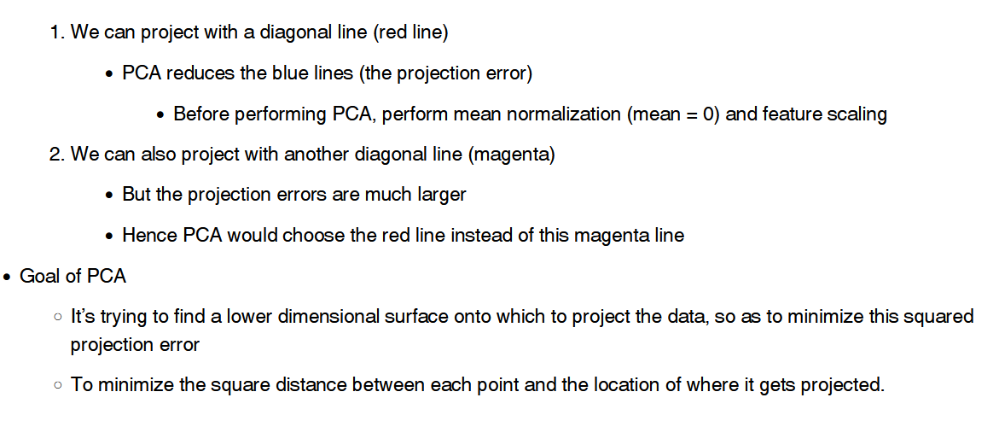 1. We can project with a diagonal line (red line)
• PCA reduces the blue lines (the projection error)
• Before performing PCA, perform mean normalization (mean = 0) and feature scaling
2. We can also project with another diagonal line (magenta)
• But the projection errors are much larger
• Hence PCA would choose the red line instead of this magenta line
• Goal of PCA
○ It’s trying to find a lower dimensional surface onto which to project the data, so as to minimize this squared
projection error
○ To minimize the square distance between each point and the location of where it gets projected.